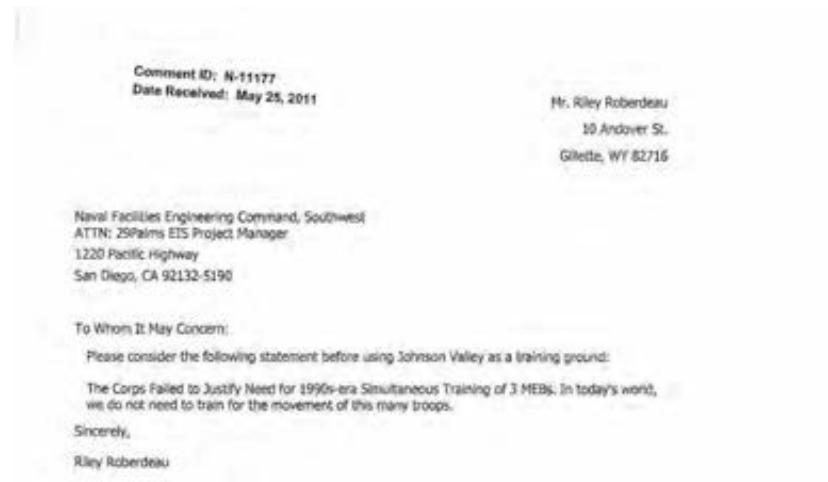 Comment ID: N-11177
Date Received: May 25, 2011
Mr. Riley Roberdeau
10 Andover St.
Gillette, WY 82716
Naval Facilities Engineering Command, Southwest
ATTN: 29Palms EIS Project Manager
1220 Pacific Highway
San Diego, CA 92132-5190
To Whom It May Concern:
Please consider the following statement before using Johnson Valley as a training ground:
The Corps Failed to Justify Need for 1990s-era Simultaneous Training of 3 MEBs. In today's world,
we do not need to train for the movement of this many troops.
Sincerely,
Riley Roberdeau